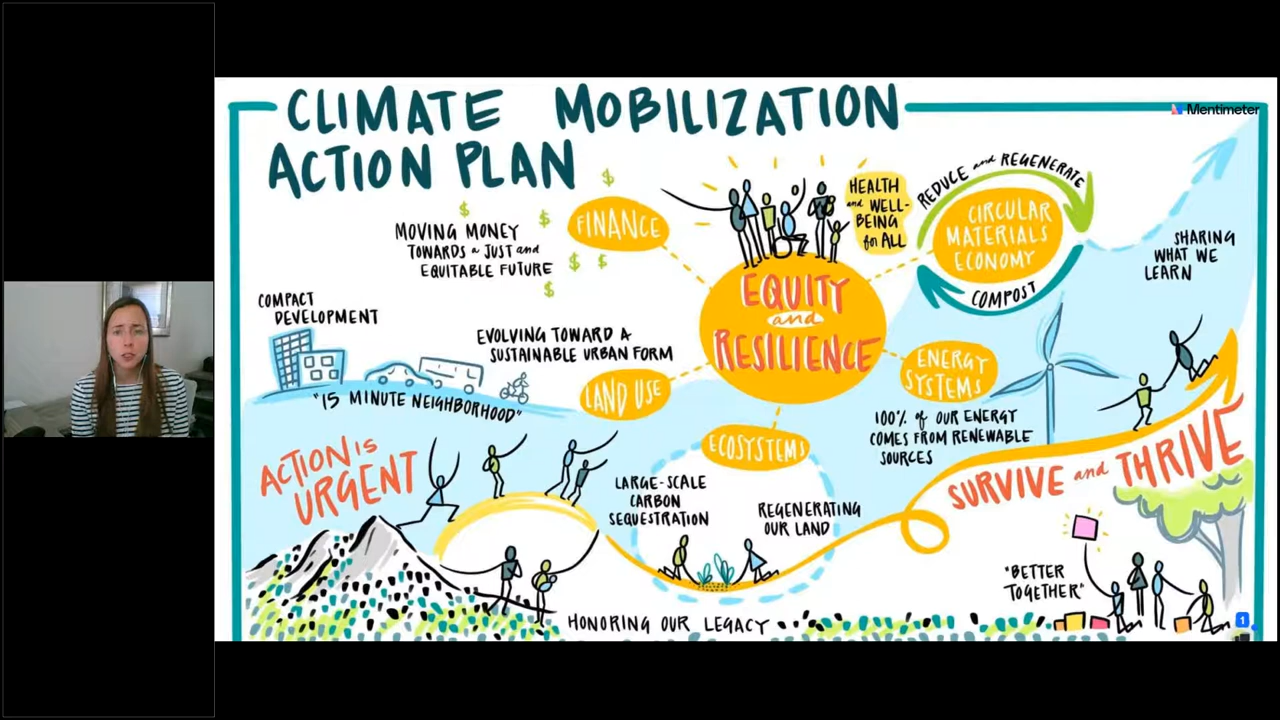 CLIMATE MOBILIZATION
ACTION PLAN
Mentimeter
FINANCE
MOVING MONEY
TOWARDS a JUST and
EQUITABLE FUTURE
$
$
$
$
$
$
HEALTH
and WELL-
BEING
for ALL
REDUCE and REGENERATE
CIRCULAR
MATERIALS
ECONOMY
COMPOST
SHARING
WHAT WE
LEARN
EQUITY
and
RESILIENCE
COMPACT
DEVELOPMENT
EVOLVING TOWARD A
SUSTAINABLE URBAN FORM
LAND USE
"15 MINUTE NEIGHBORHOOD"
ENERGY
SYSTEMS
100% of OUR ENERGY
COMES FROM RENEWABLE
SOURCES
ECOSYSTEMS
ACTION IS
URGENT
LARGE-SCALE
CARBON
SEQUESTRATION
REGENERATING
OUR LAND
SURVIVE and THRIVE
"BETTER
TOGETHER"
HONORING OUR LEGACY
1